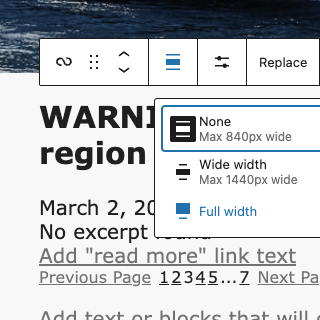 Replace
WARNI
region
None
Max 840px wide
Wide width
Max 1440px wide
Full width
March 2, 20
No excerpt
Add "read more" link text
Previous Page 1 2 3 4 5 ... 7 Next Pa
Add text or blocks that will